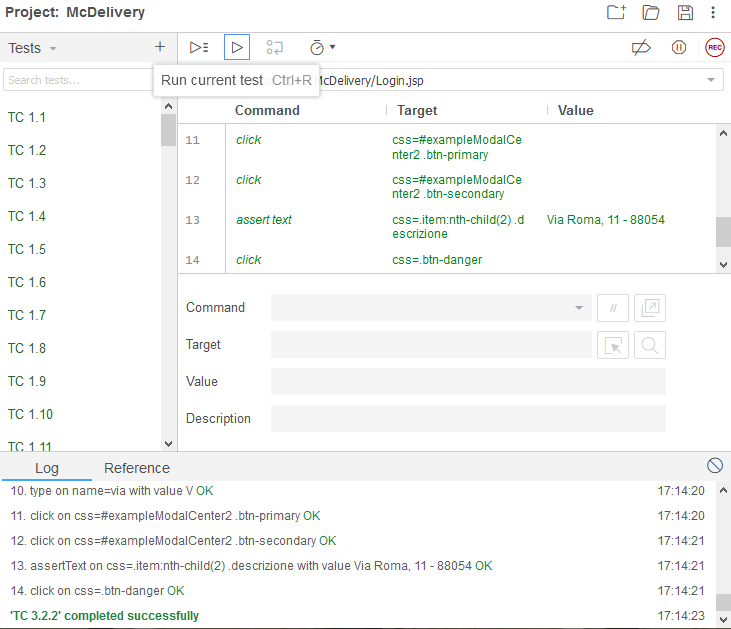 Project: McDelivery
Tests
REC
Search tests...
Run current test Ctrl+R
McDelivery/Login.jsp
TC 1.1
TC 1.2
TC 1.3
TC 1.4
TC 1.5
TC 1.6
TC 1.7
TC 1.8
TC 1.9
TC 1.10
TC 1.11
Command Target Value
11 click css=#exampleModalCe
nter2 .btn-primary
12 click css=#exampleModalCe
nter2 .btn-secondary
13 assert text css=.item:nth-child(2) .d Via Roma, 11 - 88054
escrizione
14 click css=.btn-danger
Command //
Target
Value
Description
Log Reference
10. type on name=via with value V OK 17:14:20
11. click on css=#exampleModalCenter2 .btn-primary OK 17:14:20
12. click on css=#exampleModalCenter2 .btn-secondary OK 17:14:21
13. assertText on css=.item:nth-child(2) .descrizione with value Via Roma, 11 - 88054 OK 17:14:21
14. click on css=.btn-danger OK 17:14:21
'TC 3.2.2' completed successfully 17:14:23